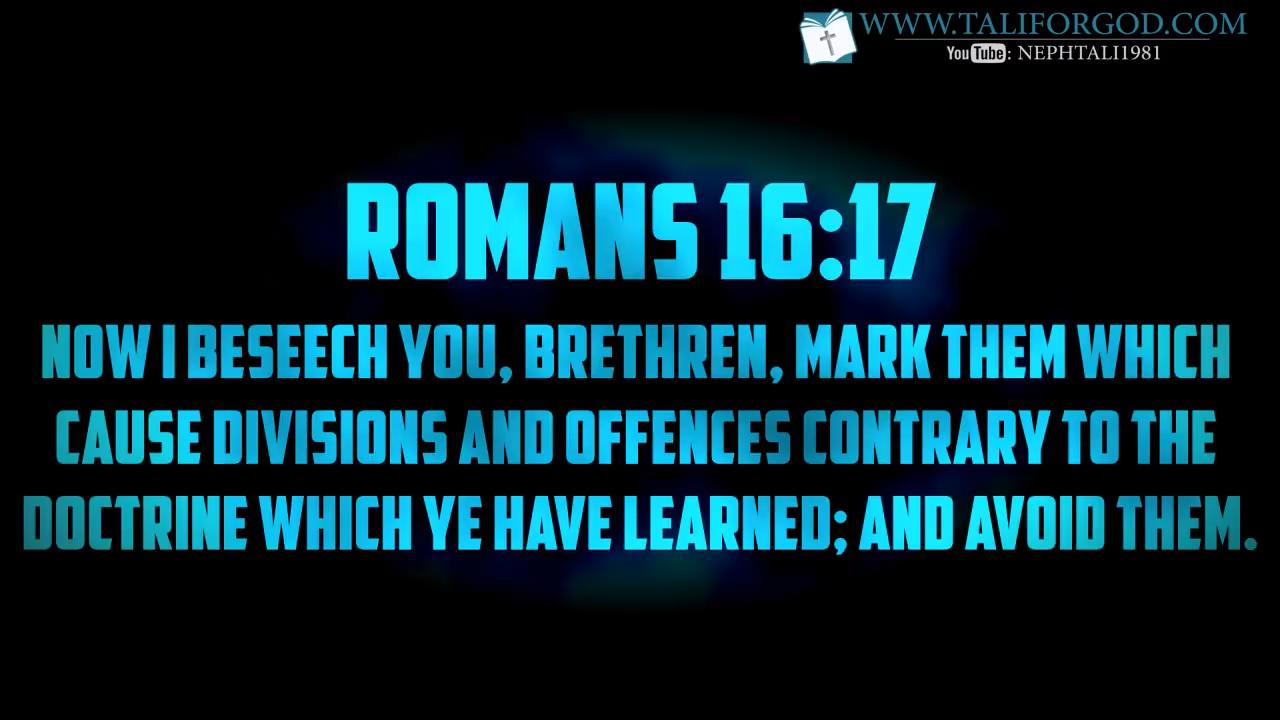 WWW.TALIFORGOD.COM
YouTube: NEPHTALI1981
ROMANS 16:17
NOW I BESEECH YOU, BRETHREN, MARK THEM WHICH
CAUSE DIVISIONS AND OFFENCES CONTRARY TO THE
DOCTRINE WHICH YE HAVE LEARNED; AND AVOID THEM.